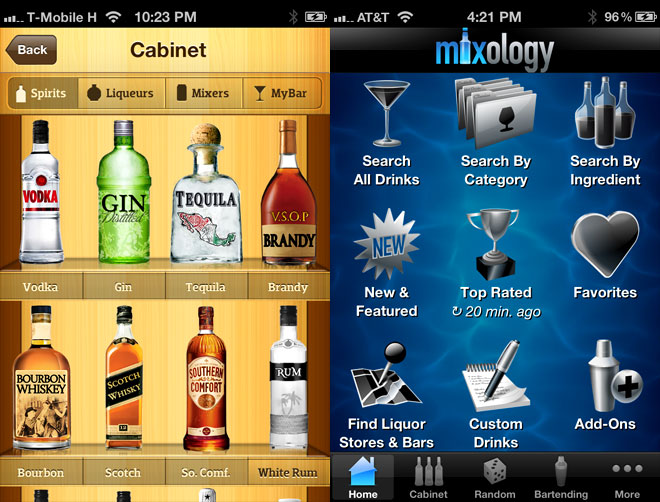 T-Mobile H 10:23 PM
Back
Cabinet
Spirits Liqueurs Mixers MyBar
VODKA
GIN
Distilled
TEQUILA
V.S.O.P
BRANDY
Vodka Gin Tequila Brandy
BOURBON
WHISKEY
SCOTCH
WHISKY
12
SOUTHERN
COMFORT
RUM
Bourbon Scotch So. Comf. White Rum
AT&T 4:21 PM 96%
mixology
Search
All Drinks
Search By
Category
Search By
Ingredient
NEW
New &
Featured
Top Rated
20 min. ago
Favorites
Find Liquor
Stores & Bars
Custom
Drinks
Add-Ons
Home Cabinet Random Bartending More